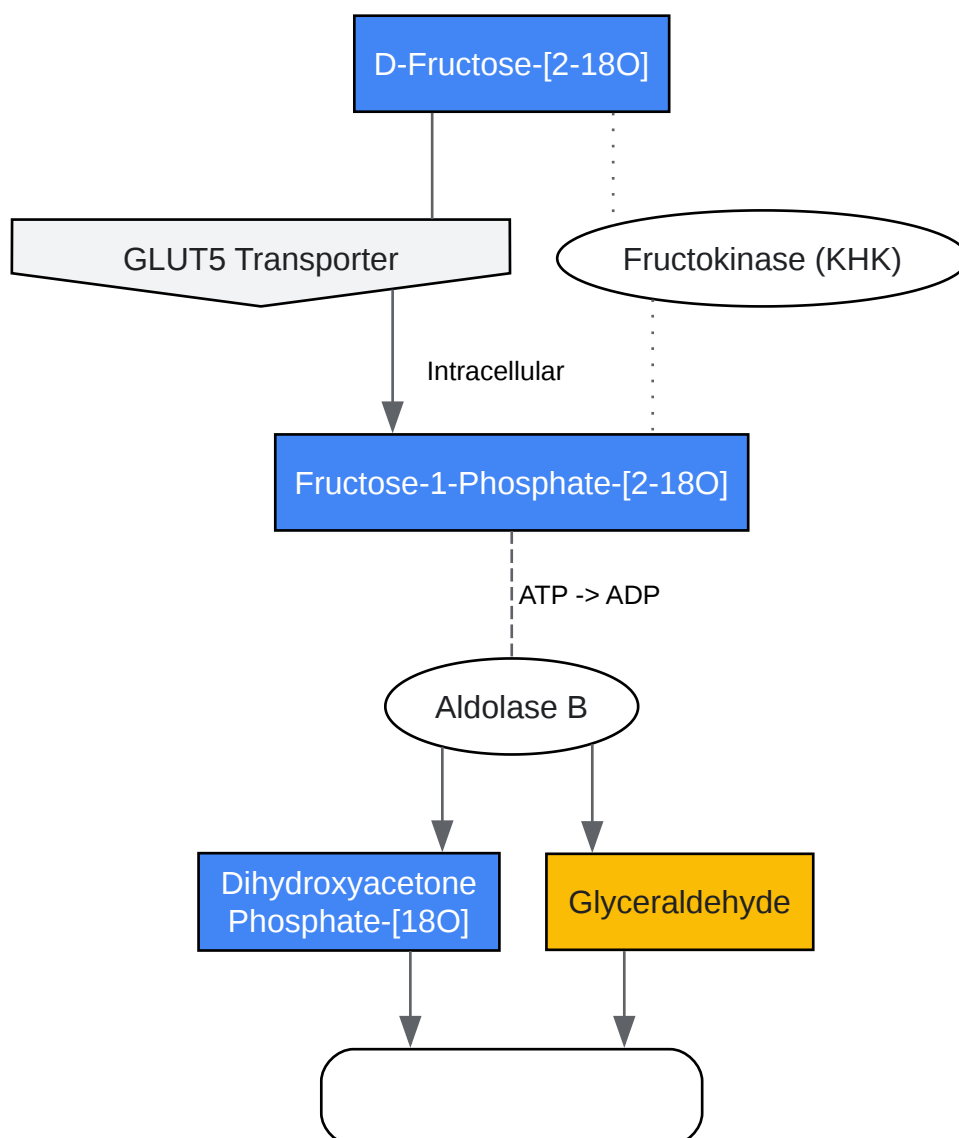 D-Fructose-[2-18O]
GLUT5 Transporter
Fructokinase (KHK)
Intracellular
Fructose-1-Phosphate-[2-18O]
ATP -> ADP
Aldolase B
Dihydroxyacetone
Phosphate-[18O]
Glyceraldehyde